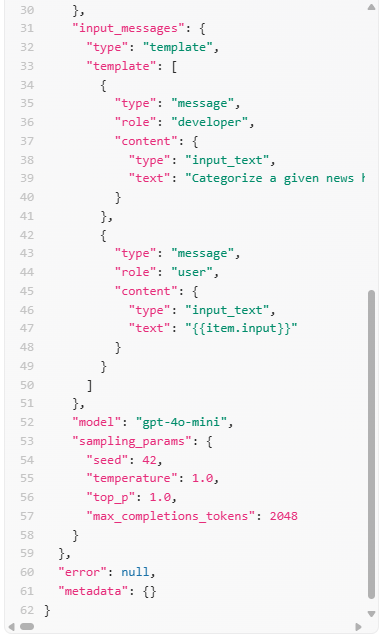 30 },
31 "input_messages": {
32 "type": "template",
33 "template": [
34 {
35 "type": "message",
36 "role": "developer",
37 "content": {
38 "type": "input_text",
39 "text": "Categorize a given news
40 }
41 },
42 {
43 "type": "message",
44 "role": "user",
45 "content": {
46 "type": "input_text",
47 "text": "{{item.input}}"
48 }
49 }
50 ]
51 },
52 "model": "gpt-4o-mini",
53 "sampling_params": {
54 "seed": 42,
55 "temperature": 1.0,
56 "top_p": 1.0,
57 "max_completions_tokens": 2048
58 }
59 },
60 "error": null,
61 "metadata": {}
62 }